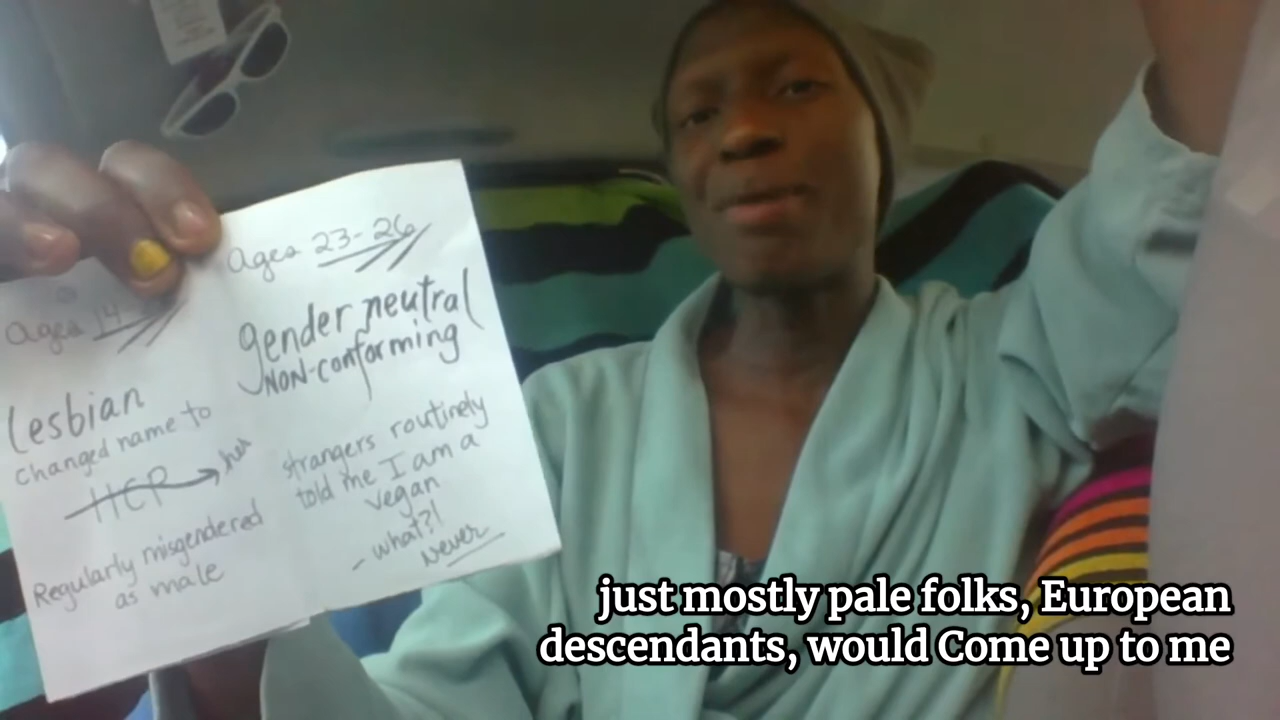 Ages 14
Lesbian
Changed name to
HER → her
Regularly misgendered
as male
Ages 23-26
gender neutral
NON-conforming
strangers routinely
told me I am a
vegan
- what?!
Never
just mostly pale folks, European
descendants, would Come up to me